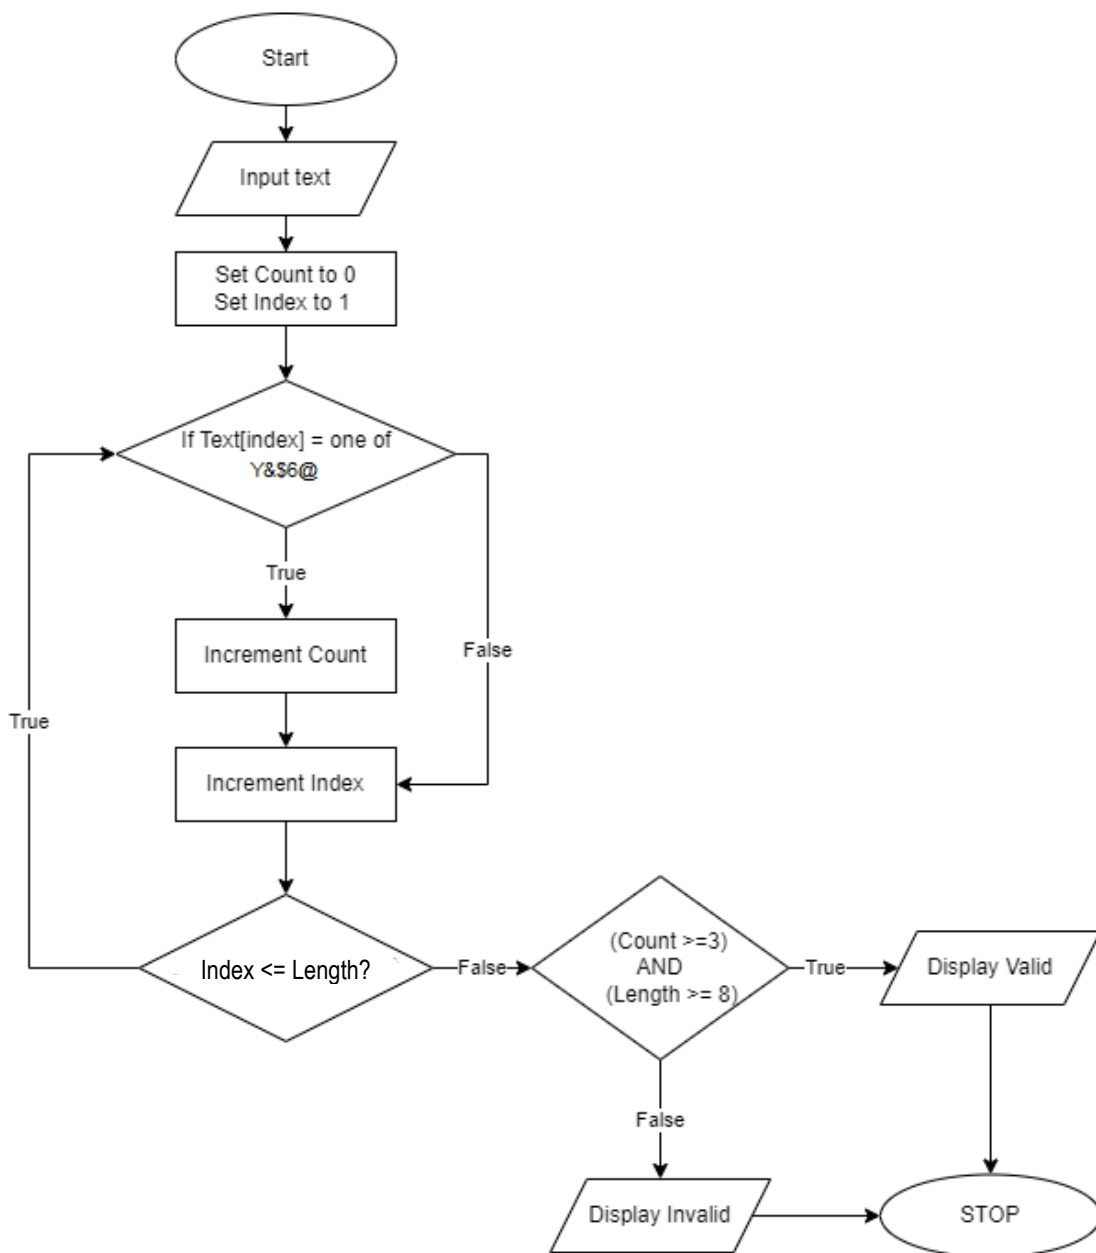 Start
Input text
Set Count to 0
Set Index to 1
If Text[index] = one of
Y&$6@
True
Increment Count
False
True
Increment Index
Index <= Length?
False
(Count >=3)
AND
(Length >= 8)
True
Display Valid
False
Display Invalid
STOP